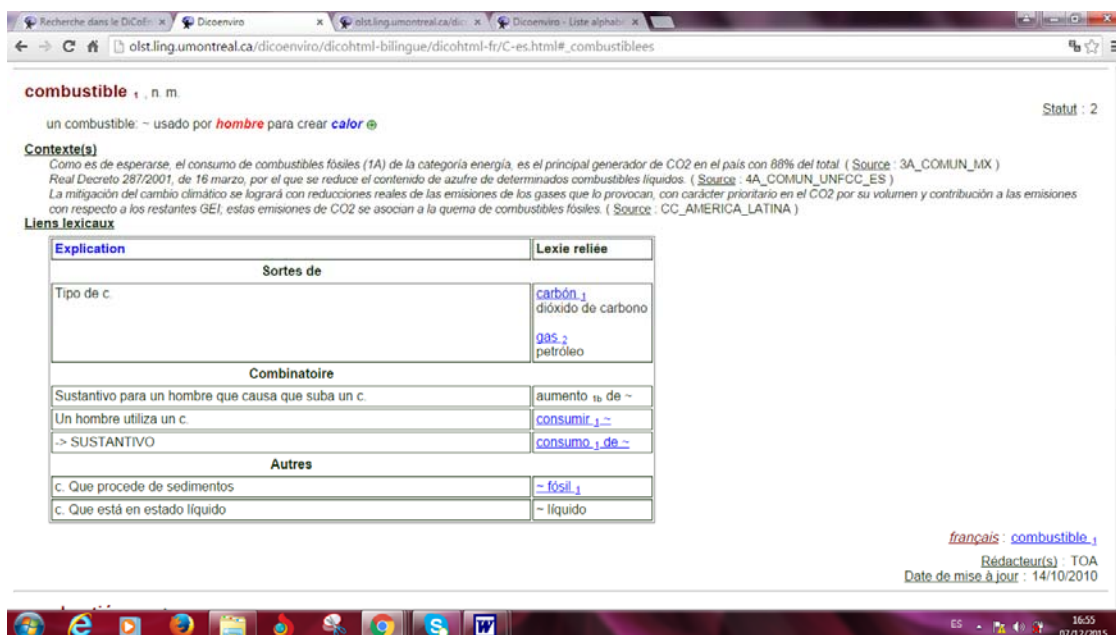 Recherche dans le DiCoEn
Dicoenviro
olst.ling.umontreal.ca/dic
Dicoenviro - Liste alphabe
olst.ling.umontreal.ca/dicoenviro/dicohtml-bilingue/dicohtml-fr/C-es.html#_combustiblees
combustible 1 , n. m.
Statut : 2
un combustible: ~ usado por hombre para crear calor
Contexte(s)
Como es de esperarse, el consumo de combustibles fósiles (1A) de la categoría energía, es el principal generador de CO2 en el país con 88% del total. ( Source : 3A_COMUN_MX )
Real Decreto 287/2001, de 16 marzo, por el que se reduce el contenido de azufre de determinados combustibles líquidos. ( Source : 4A_COMUN_UNFCC_ES )
La mitigación del cambio climático se logrará con reducciones reales de las emisiones de los gases que lo provocan, con carácter prioritario en el CO2 por su volumen y contribución a las emisiones
con respecto a los restantes GEI; estas emisiones de CO2 se asocian a la quema de combustibles fósiles. ( Source : CC_AMERICA_LATINA )
Liens lexicaux
Explication Lexie reliée
Sortes de
Tipo de c. carbón 1
dióxido de carbono
gas 2
petróleo
Combinatoire
Sustantivo para un hombre que causa que suba un c. aumento 1b de ~
Un hombre utiliza un c. consumir 1 ~
-> SUSTANTIVO consumo 1 de ~
Autres
c. Que procede de sedimentos ~ fósil 1
c. Que está en estado líquido ~ líquido
français : combustible 1
Rédacteur(s) : TOA
Date de mise à jour : 14/10/2010
ES
16:55
07/12/2015